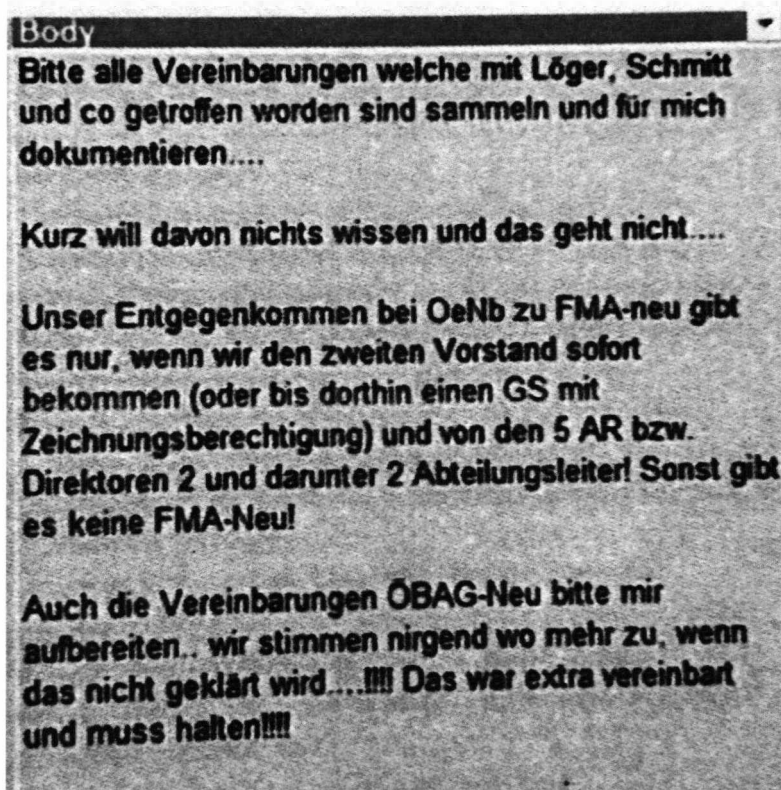 Body
Bitte alle Vereinbarungen welche mit Löger, Schmitt
und co getroffen worden sind sammeln und für mich
dokumentieren....
Kurz will davon nichts wissen und das geht nicht....
Unser Entgegenkommen bei OeNb zu FMA-neu gibt
es nur, wenn wir den zweiten Vorstand sofort
bekommen (oder bis dorthin einen GS mit
Zeichnungsberechtigung) und von den 5 AR bzw.
Direktoren 2 und darunter 2 Abteilungsleiter! Sonst gibt
es keine FMA-Neu!
Auch die Vereinbarungen ÖBAG-Neu bitte mir
aufbereiten.. wir stimmen nirgend wo mehr zu, wenn
das nicht geklärt wird....!!!! Das war extra vereinbart
und muss halten!!!!